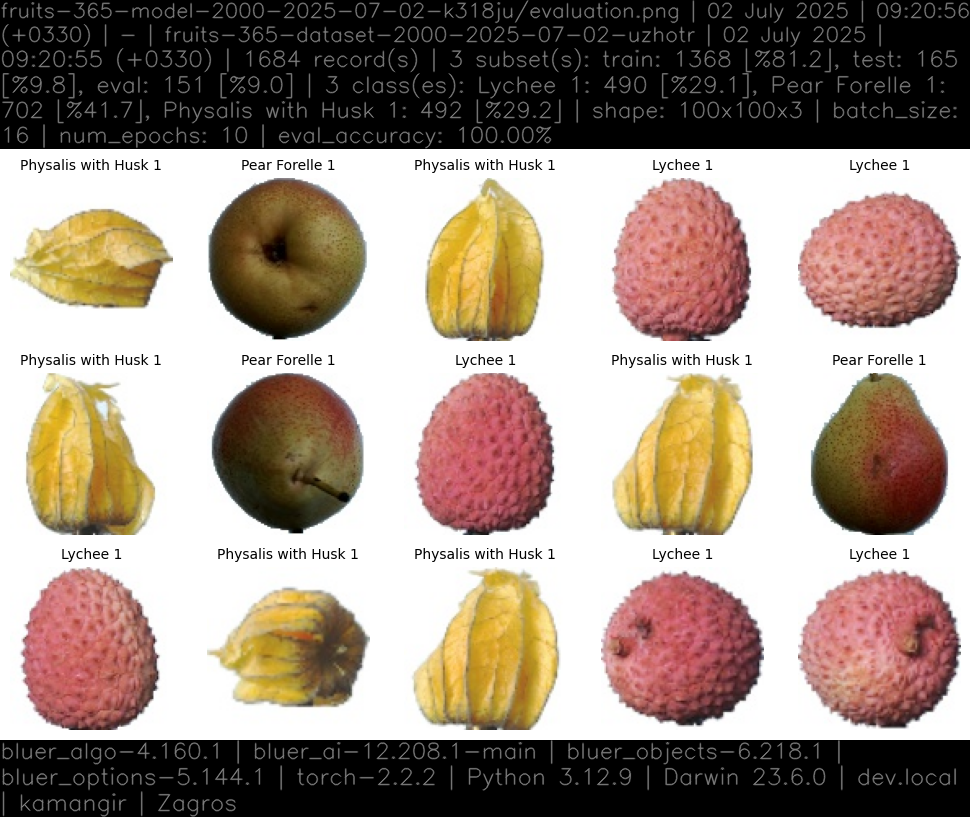 fruits-365-model-2000-2025-07-02-k318ju/evaluation.png | 02 July 2025 | 09:20:56
(+0330) | - | fruits-365-dataset-2000-2025-07-02-uzhotr | 02 July 2025 |
09:20:55 (+0330) | 1684 record(s) | 3 subset(s): train: 1368 [%81.2], test: 165
[%9.8], eval: 151 [%9.0] | 3 class(es): Lychee 1: 490 [%29.1], Pear Forelle 1:
702 [%41.7], Physalis with Husk 1: 492 [%29.2] | shape: 100x100x3 | batch_size:
16 | num_epochs: 10 | eval_accuracy: 100.00%
Physalis with Husk 1 Pear Forelle 1 Physalis with Husk 1 Lychee 1 Lychee 1
Physalis with Husk 1 Pear Forelle 1 Lychee 1 Physalis with Husk 1 Pear Forelle 1
Lychee 1 Physalis with Husk 1 Physalis with Husk 1 Lychee 1 Lychee 1
bluer_algo-4.160.1 | bluer_ai-12.208.1-main | bluer_objects-6.218.1 |
bluer_options-5.144.1 | torch-2.2.2 | Python 3.12.9 | Darwin 23.6.0 | dev.local
| kamangir | Zagros